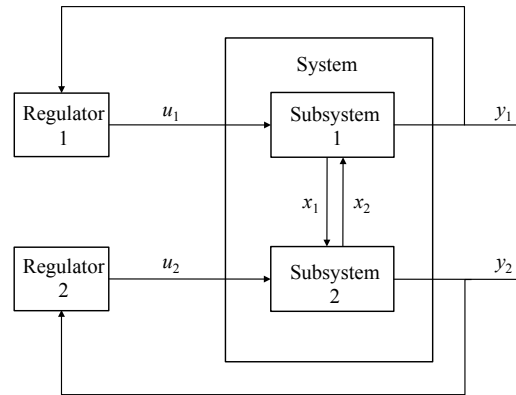 System
Regulator
1
u1
Subsystem
1
y1
x1
x2
Regulator
2
u2
Subsystem
2
y2